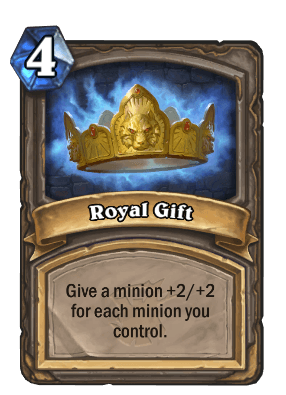 4
Royal Gift
Give a minion +2/+2
for each minion you
control.